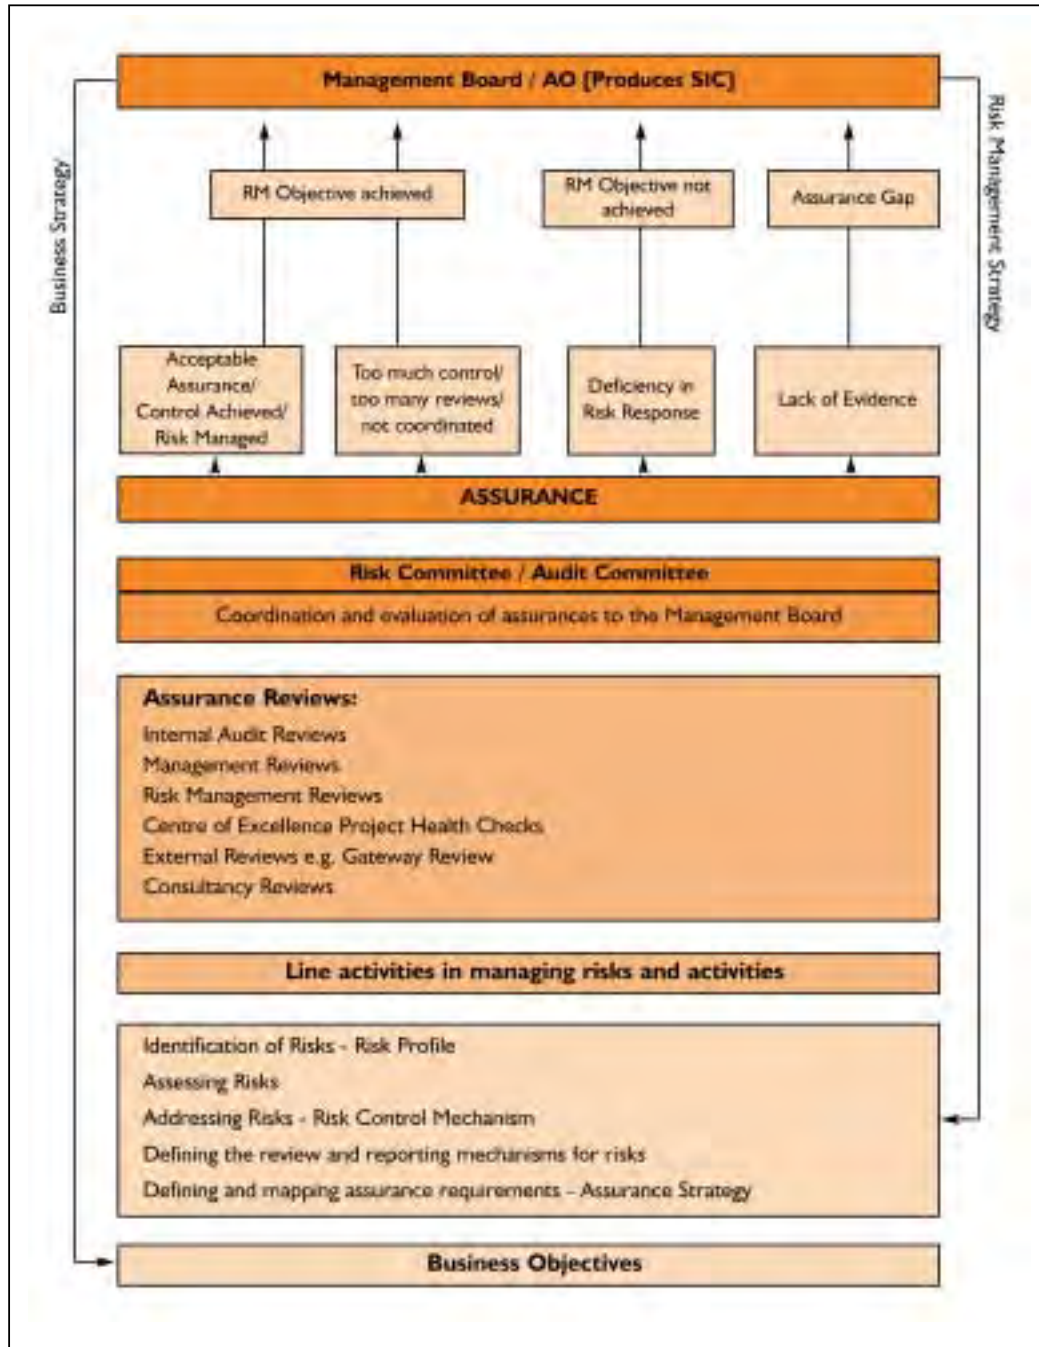 Management Board / AO [Produces SIC]
Business Strategy
Risk Management Strategy
RM Objective achieved
RM Objective not
achieved
Assurance Gap
Acceptable
Assurance/
Control Achieved/
Risk Managed
Too much control/
too many reviews/
not coordinated
Deficiency in
Risk Response
Lack of Evidence
ASSURANCE
Risk Committee / Audit Committee
Coordination and evaluation of assurances to the Management Board
Assurance Reviews:
Internal Audit Reviews
Management Reviews
Risk Management Reviews
Centre of Excellence Project Health Checks
External Reviews e.g. Gateway Review
Consultancy Reviews
Line activities in managing risks and activities
Identification of Risks - Risk Profile
Assessing Risks
Addressing Risks - Risk Control Mechanism
Defining the review and reporting mechanisms for risks
Defining and mapping assurance requirements - Assurance Strategy
Business Objectives